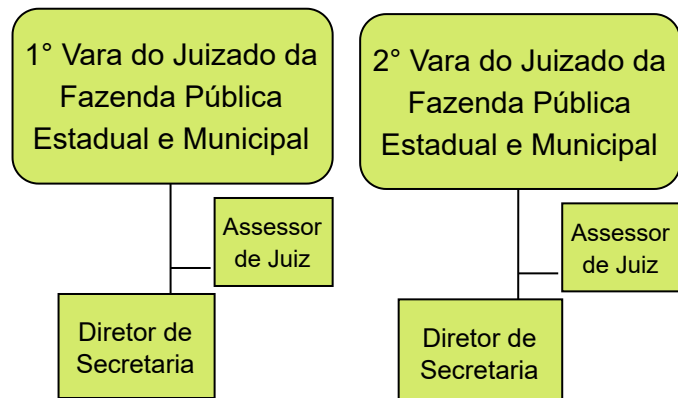 1° Vara do Juizado da
Fazenda Pública
Estadual e Municipal
Assessor
de Juiz
Diretor de
Secretaria
2° Vara do Juizado da
Fazenda Pública
Estadual e Municipal
Assessor
de Juiz
Diretor de
Secretaria